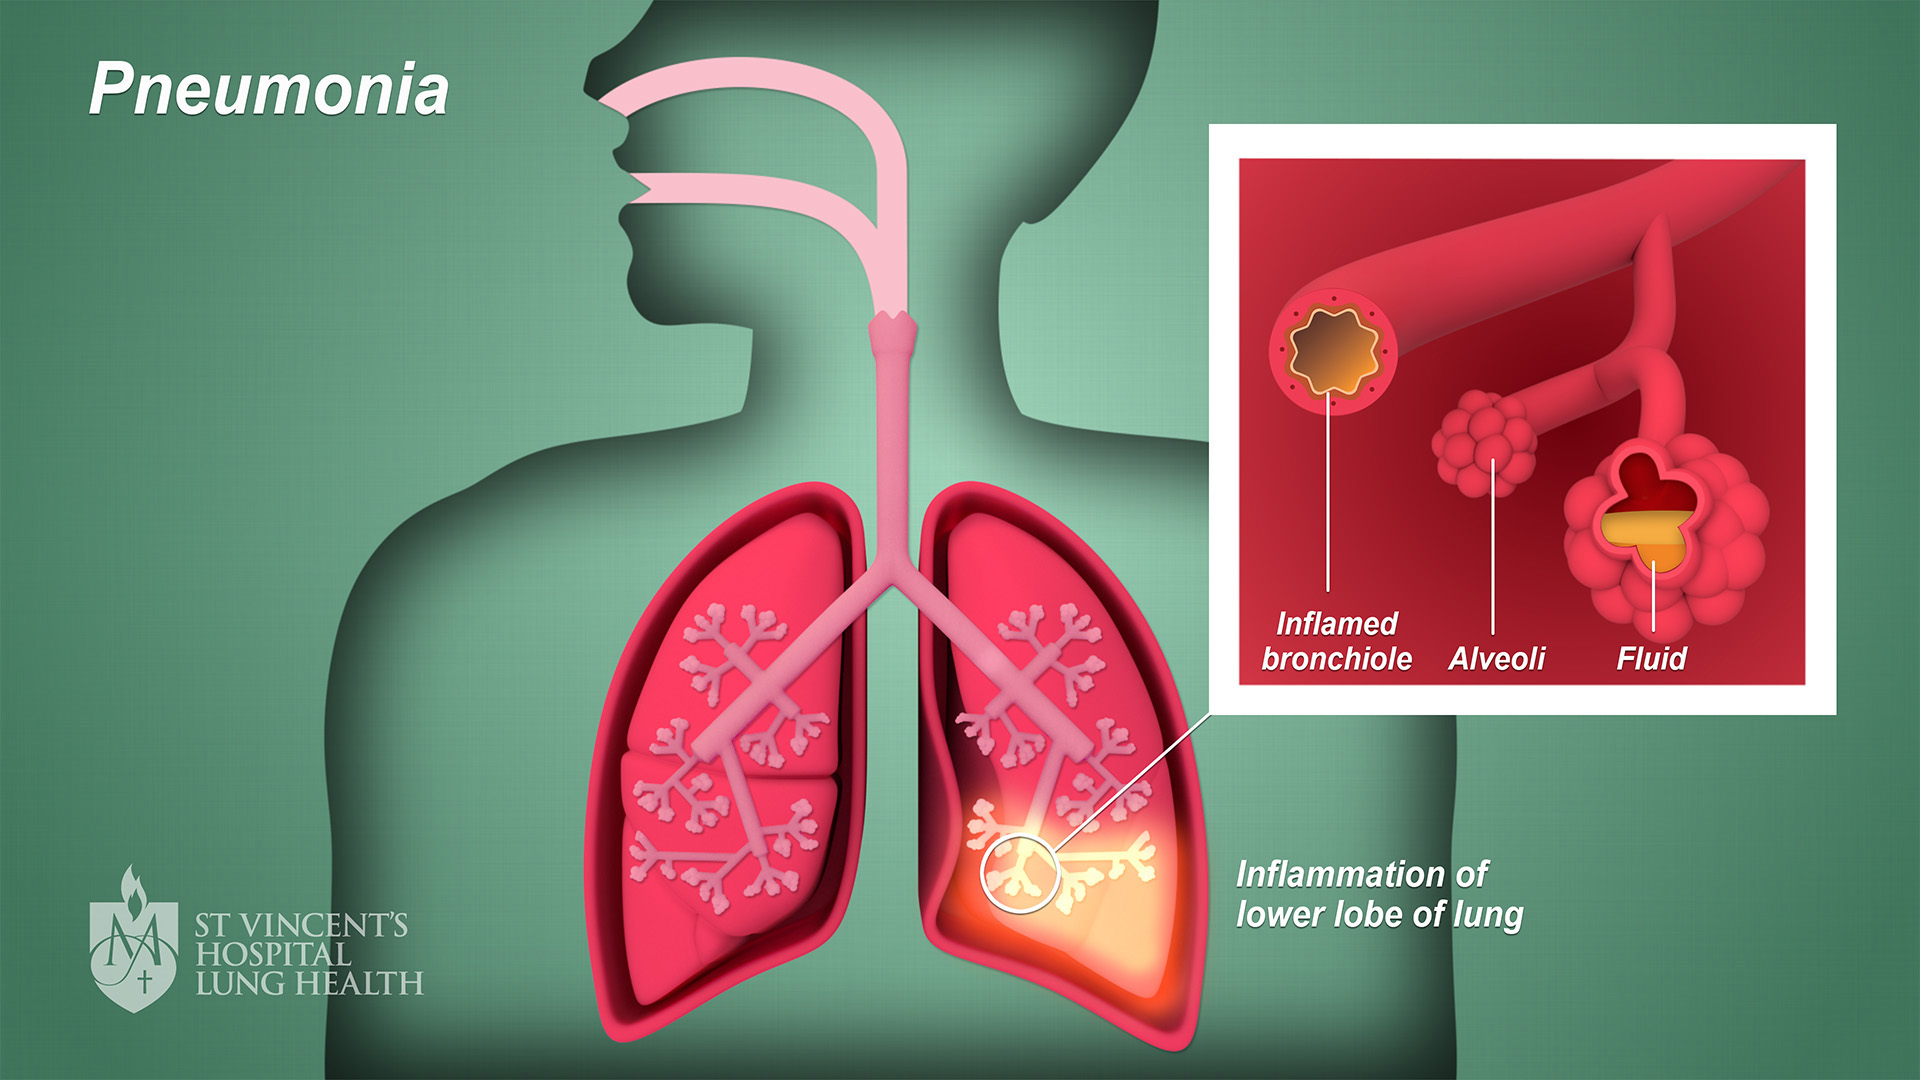 Pneumonia
Inflamed
bronchiole
Alveoli
Fluid
Inflammation of
lower lobe of lung
ST VINCENT'S
HOSPITAL
LUNG HEALTH